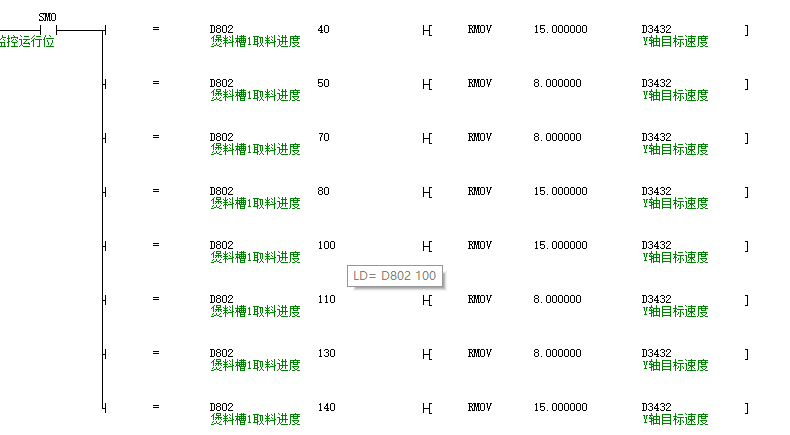 SM0
监控运行位
= D802 40 [ RMOV 15.000000 D3432 ]
煲料槽1取料进度 Y轴目标速度
= D802 50 [ RMOV 8.000000 D3432 ]
煲料槽1取料进度 Y轴目标速度
= D802 70 [ RMOV 8.000000 D3432 ]
煲料槽1取料进度 Y轴目标速度
= D802 80 [ RMOV 15.000000 D3432 ]
煲料槽1取料进度 Y轴目标速度
= D802 100 [ RMOV 15.000000 D3432 ]
煲料槽1取料进度 Y轴目标速度
LD= D802 100
= D802 110 [ RMOV 8.000000 D3432 ]
煲料槽1取料进度 Y轴目标速度
= D802 130 [ RMOV 8.000000 D3432 ]
煲料槽1取料进度 Y轴目标速度
= D802 140 [ RMOV 15.000000 D3432 ]
煲料槽1取料进度 Y轴目标速度